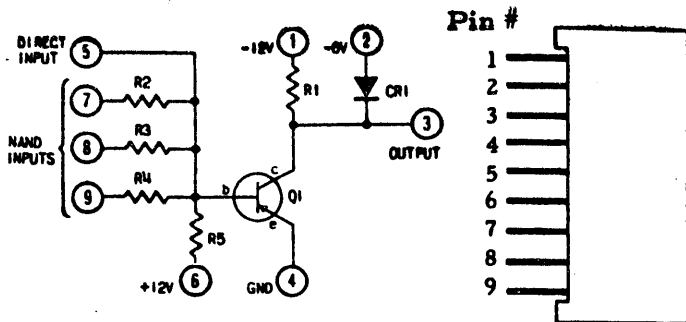 Pin #
DIRECT
INPUT
5
-12V
1
-6V
2
R1
CR1
3
OUTPUT
7
R2
NAND
INPUTS
8
R3
9
R4
b
c
Q1
e
R5
6
+12V
GND
4
1
2
3
4
5
6
7
8
9